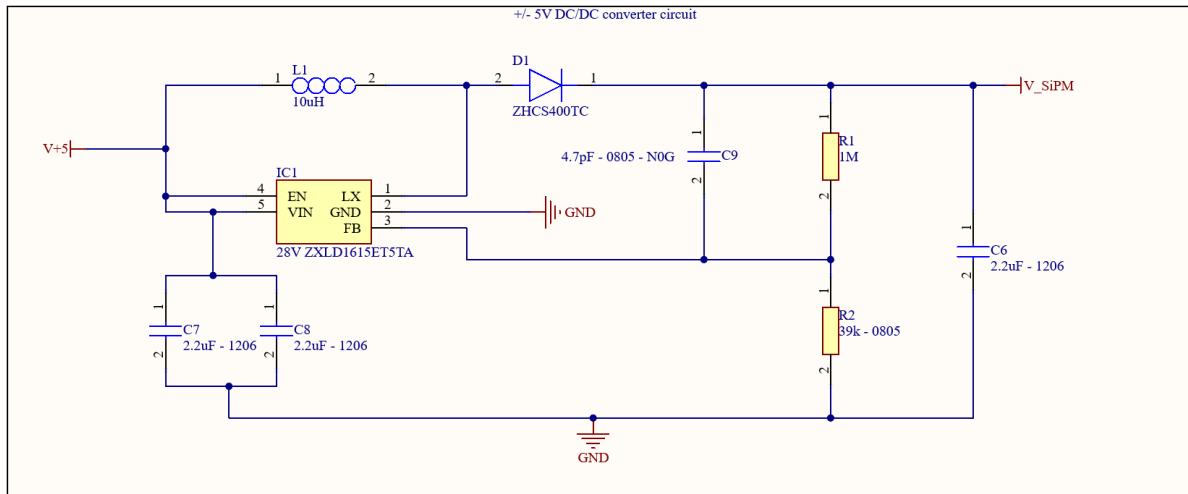 +/- 5V DC/DC converter circuit
D1
L1
1
2
2
1
V_SiPM
10uH
ZHCS400TC
1
1
R1
V+5
4.7pF - 0805 - N0G
C9
1M
IC1
2
2
4
EN
LX
1
5
VIN
GND
2
GND
FB
3
1
28V ZXLD1615ET5TA
C6
2.2uF - 1206
2
1
1
1
R2
C7
C8
39k - 0805
2.2uF - 1206
2.2uF - 1206
2
2
2
GND